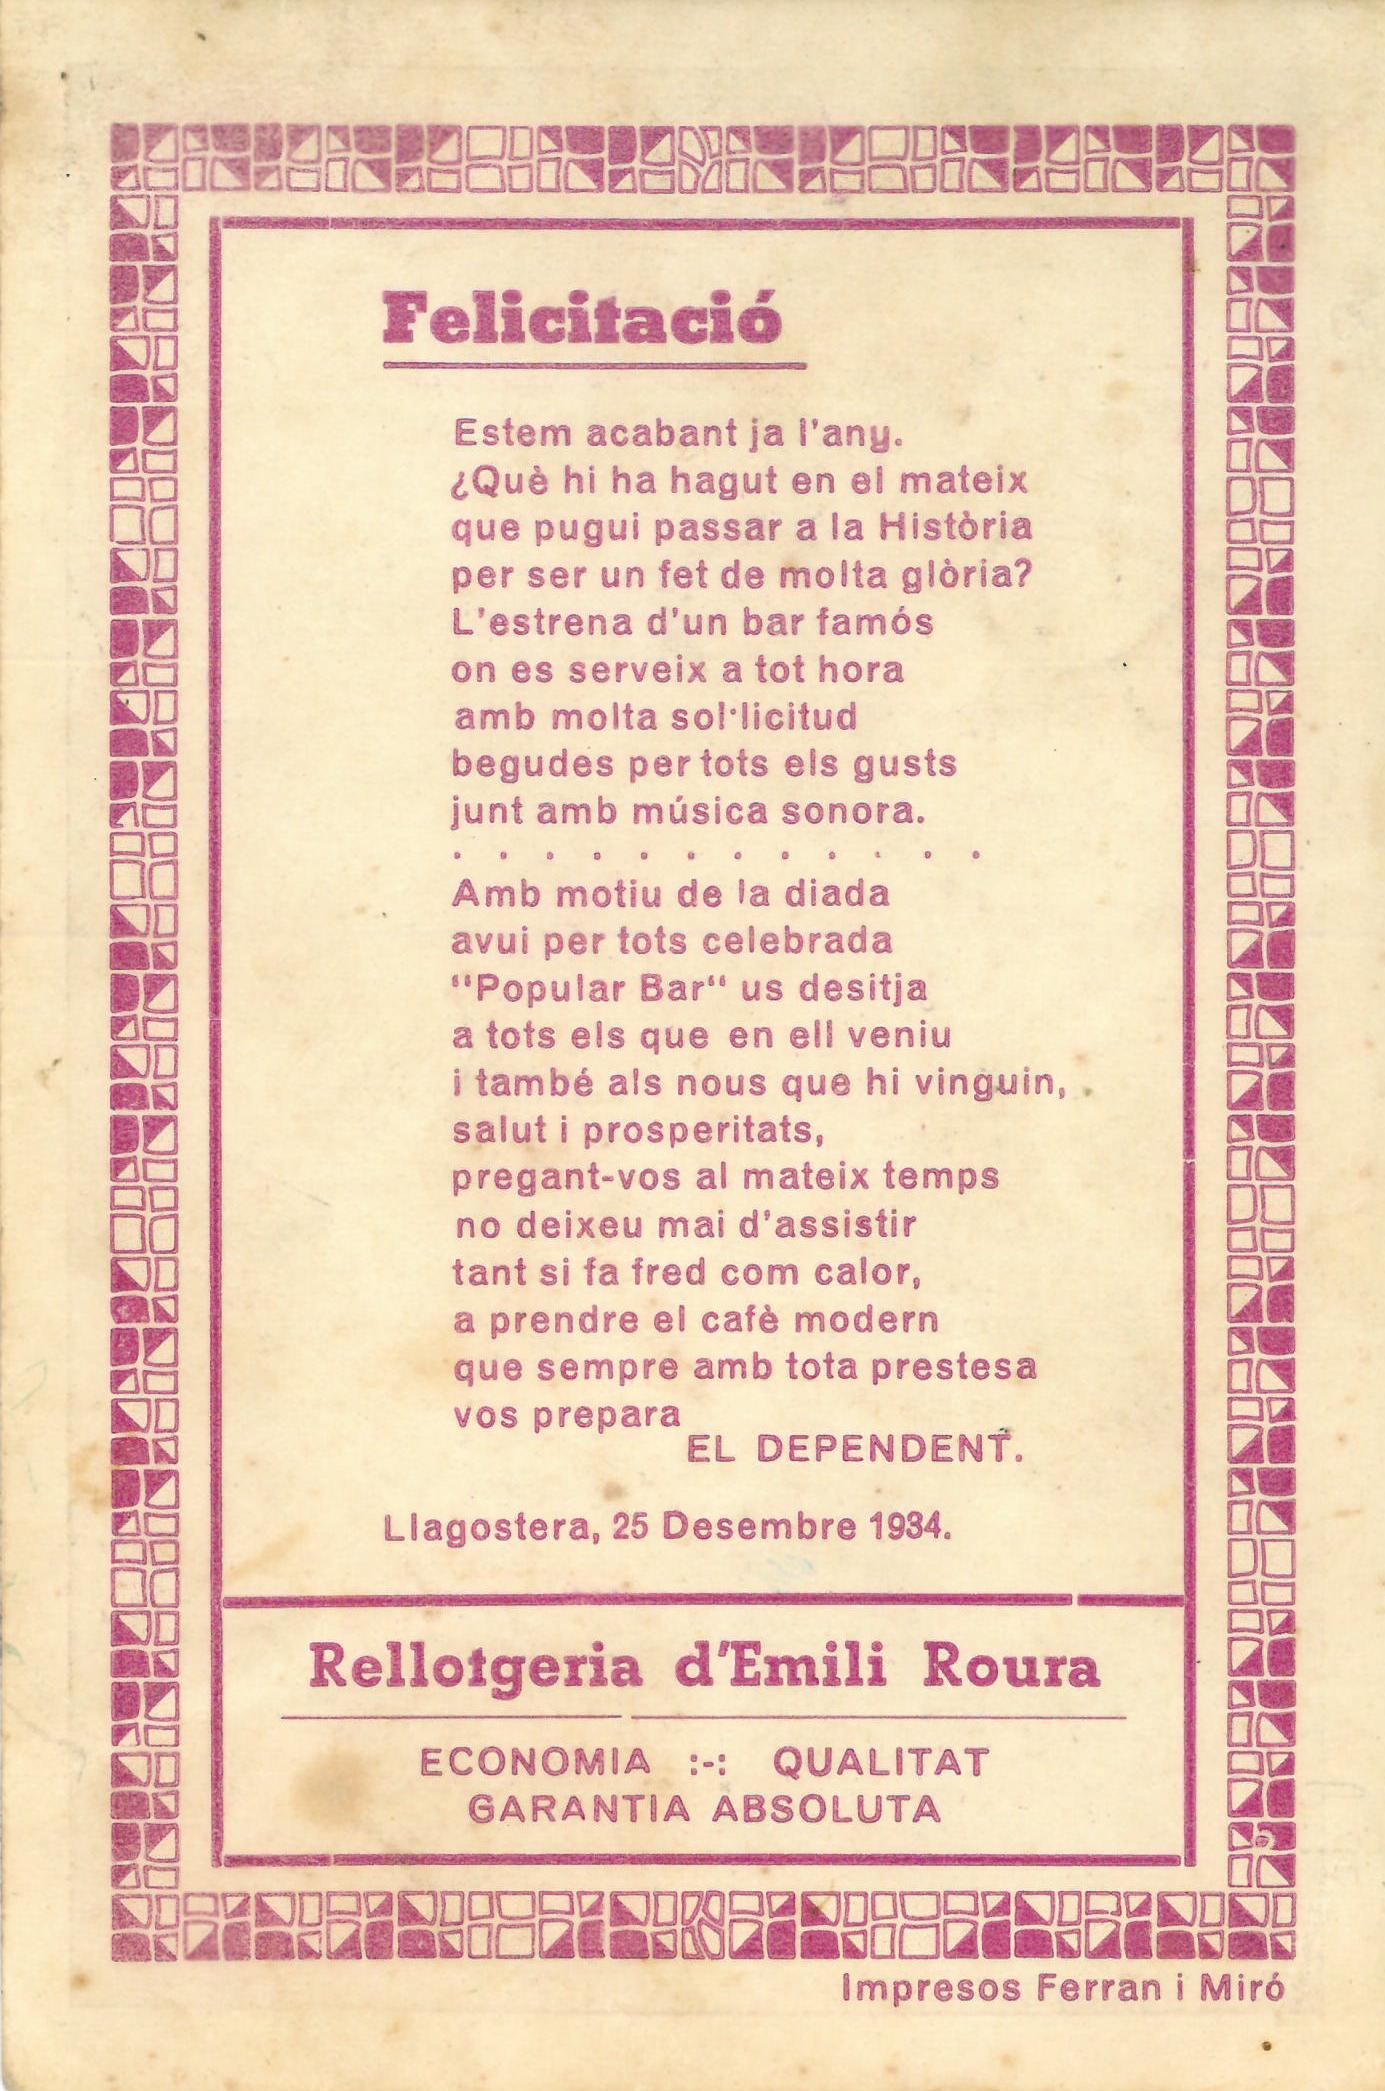 Felicitació
Estem acabant ja l'any.
¿Què hi ha hagut en el mateix
que pugui passar a la Història
per ser un fet de molta glòria?
L'estrena d'un bar famós
on es serveix a tot hora
amb molta sol·licitud
begudes per tots els gusts
junt amb música sonora.
. . . . . . . . . . . .
Amb motiu de la diada
avui per tots celebrada
"Popular Bar“ us desitja
a tots els que en ell veniu
i també als nous que hi vinguin,
salut i prosperitats,
pregant-vos al mateix temps
no deixeu mai d'assistir
tant si fa fred com calor,
a prendre el cafè modern
que sempre amb tota prestesa
vos prepara
EL DEPENDENT.
Llagostera, 25 Desembre 1934.
Rellotgeria d'Emili Roura
ECONOMIA :-: QUALITAT
GARANTIA ABSOLUTA
Impresos Ferran i Miró